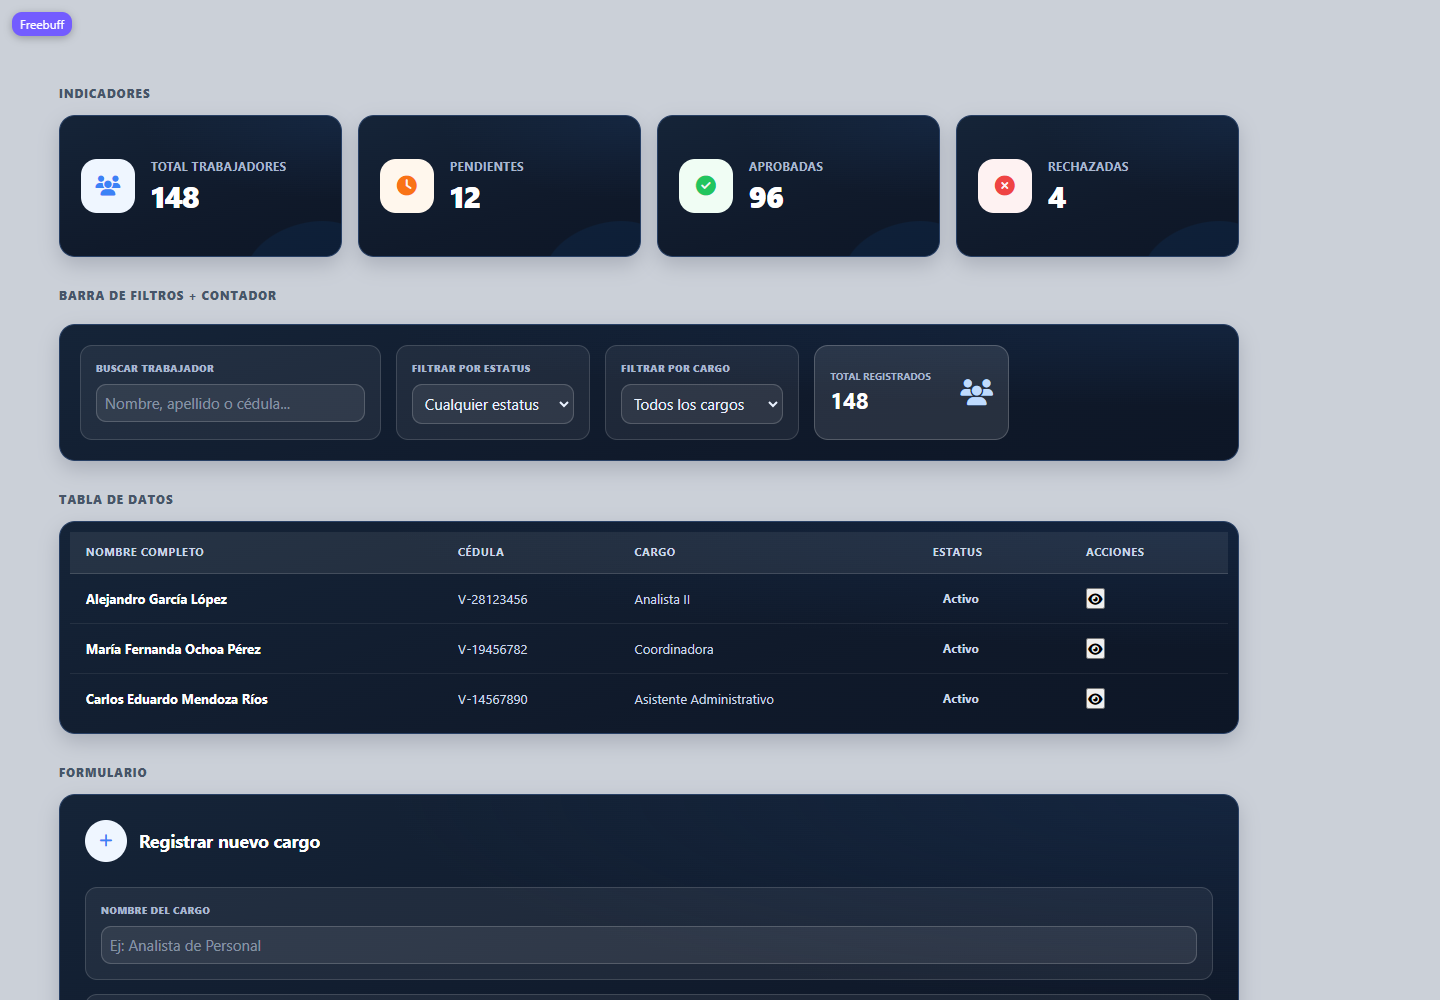 Freebuff
INDICADORES
TOTAL TRABAJADORES
148
PENDIENTES
12
APROBADAS
96
RECHAZADAS
4
BARRA DE FILTROS + CONTADOR
BUSCAR TRABAJADOR
Nombre, apellido o cédula...
FILTRAR POR ESTATUS
Cualquier estatus
FILTRAR POR CARGO
Todos los cargos
TOTAL REGISTRADOS
148
TABLA DE DATOS
NOMBRE COMPLETO CÉDULA CARGO ESTATUS ACCIONES
Alejandro García López V-28123456 Analista II Activo
María Fernanda Ochoa Pérez V-19456782 Coordinadora Activo
Carlos Eduardo Mendoza Ríos V-14567890 Asistente Administrativo Activo
FORMULARIO
Registrar nuevo cargo
NOMBRE DEL CARGO
Ej: Analista de Personal